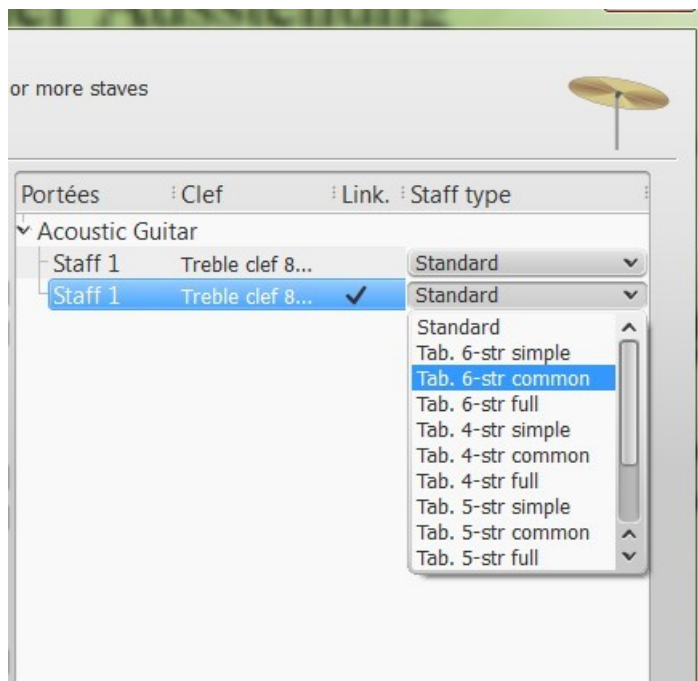 or more staves
Portées Clef Link. Staff type
Acoustic Guitar
Staff 1 Treble clef 8... Standard
Staff 1 Treble clef 8... Standard
Standard
Tab. 6-str simple
Tab. 6-str common
Tab. 6-str full
Tab. 4-str simple
Tab. 4-str common
Tab. 4-str full
Tab. 5-str simple
Tab. 5-str common
Tab. 5-str full